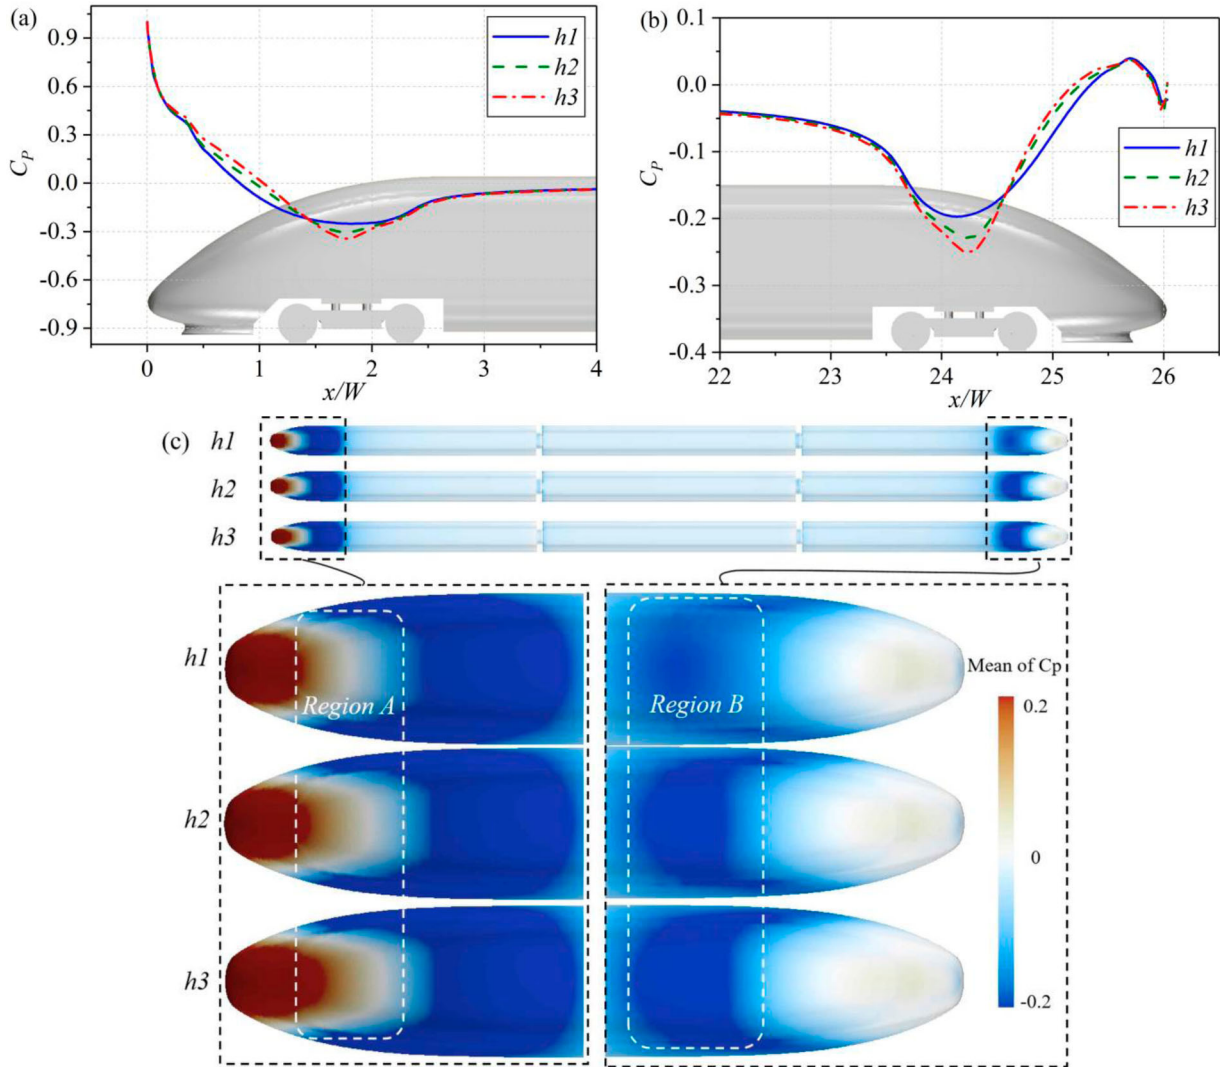 (a)
C_P
0.9
0.6
0.3
0.0
-0.3
-0.6
-0.9
h1
h2
h3
0
1
2
3
4
x/W
(b)
C_P
0.1
0.0
-0.1
-0.2
-0.3
-0.4
h1
h2
h3
22
23
24
25
26
x/W
(c)
h1
h2
h3
h1
h2
h3
Region A
Region B
Mean of Cp
0.2
0
-0.2